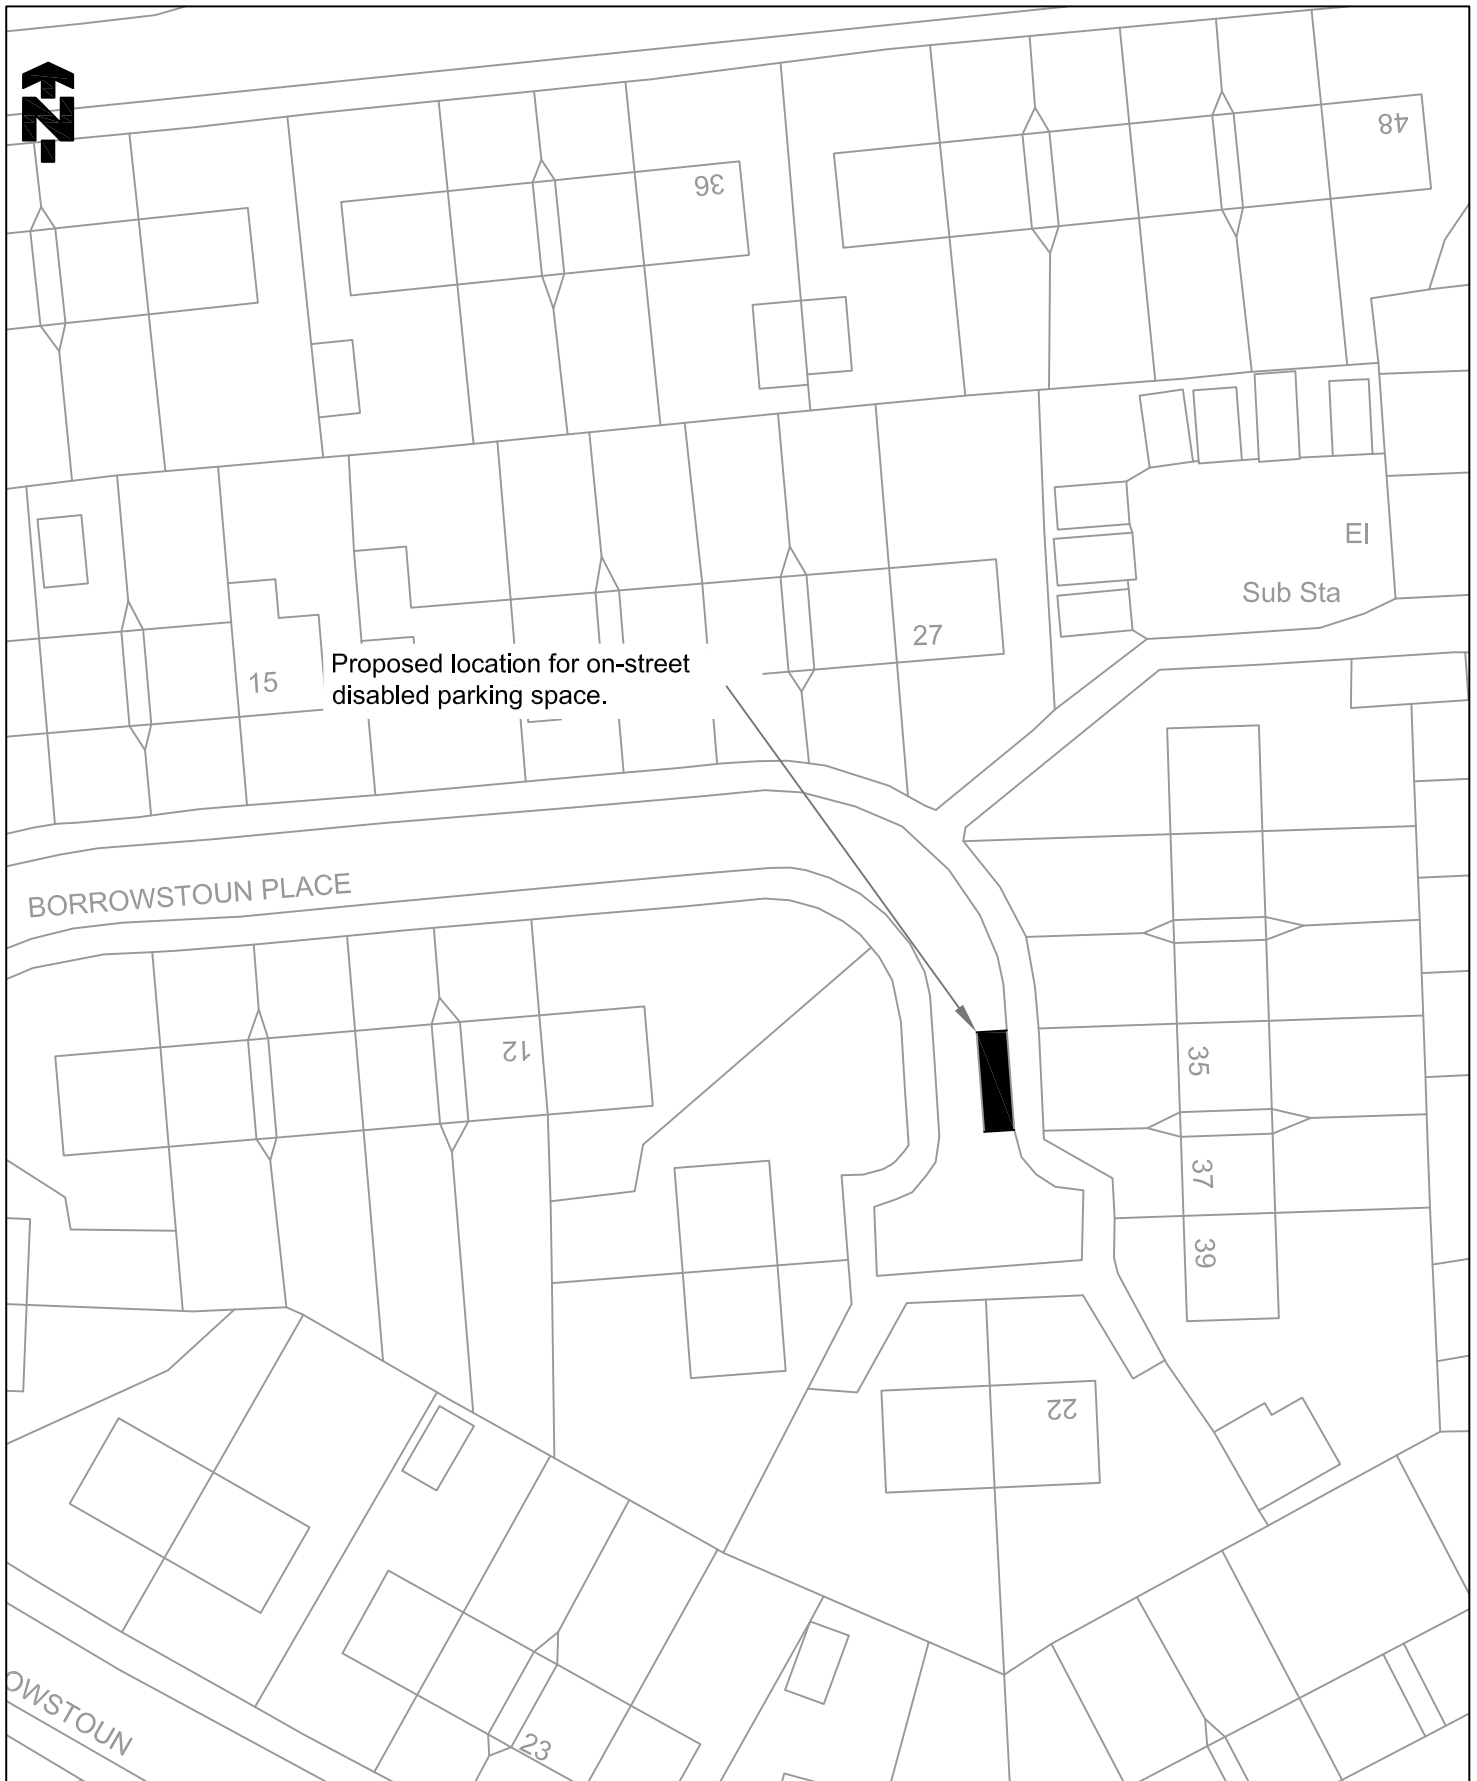 N
48
36
El
Sub Sta
27
Proposed location for on-street
disabled parking space.
15
BORROWSTOUN PLACE
12
35
37
39
22
OWSTOUN
23